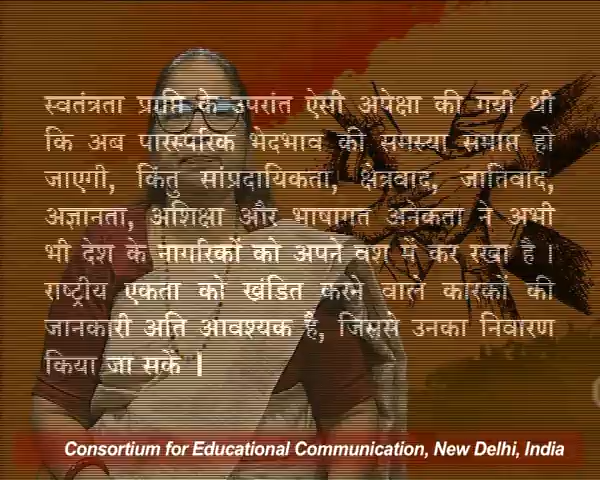 स्वतंत्रता प्राप्ति के उपरांत ऐसी अपेक्षा की गयी थी
कि अब पारस्परिक भेदभाव की समस्या समाप्त हो
जाएगी, किंतु सांप्रदायिकता, क्षेत्रवाद, जातिवाद,
अज्ञानता, अशिक्षा और भाषागत अनेकता ने अभी
भी देश के नागरिकों को अपने वश में कर रखा है ।
राष्ट्रीय एकता को खंडित करने वाले कारकों की
जानकारी अति आवश्यक है, जिससे उनका निवारण
किया जा सके ।
Consortium for Educational Communication, New Delhi, India